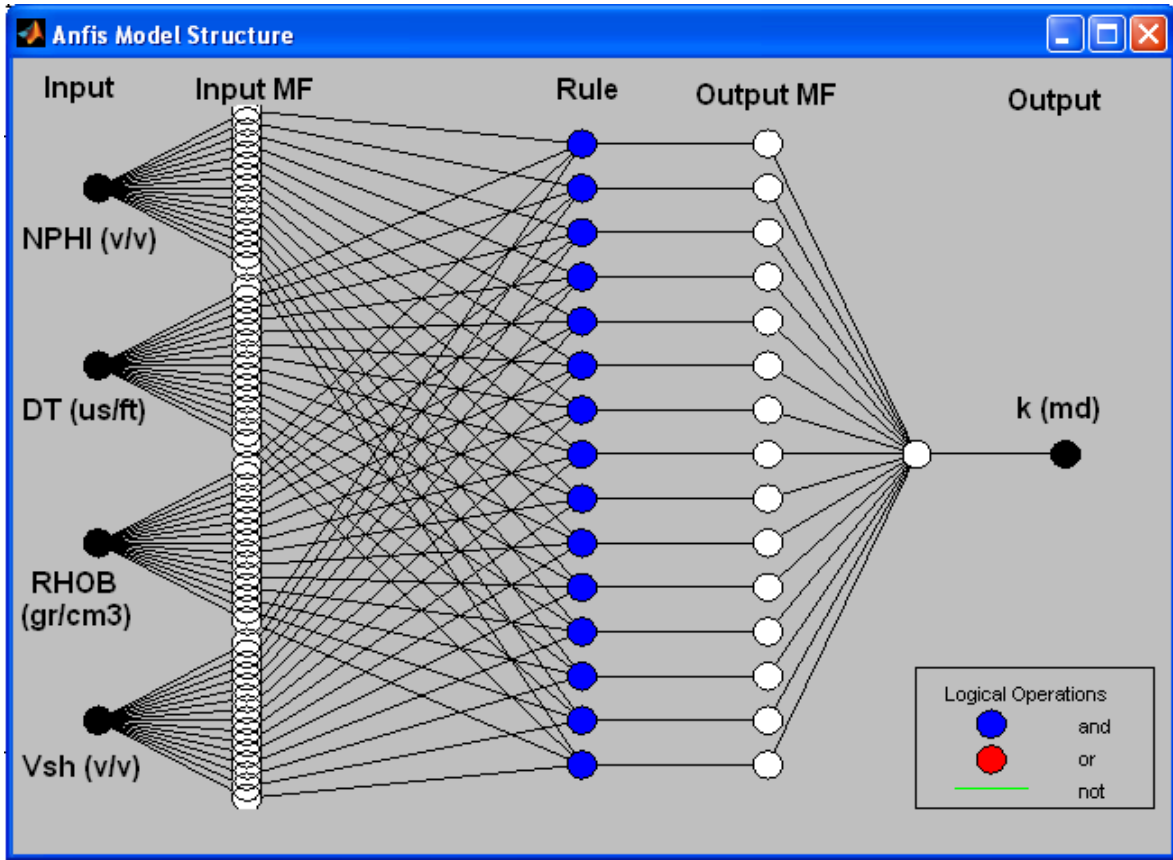 Anfis Model Structure
Input
Input MF
Rule
Output MF
Output
NPHI (v/v)
DT (us/ft)
RHOB
(gr/cm3)
Vsh (v/v)
k (md)
Logical Operations
and
or
not